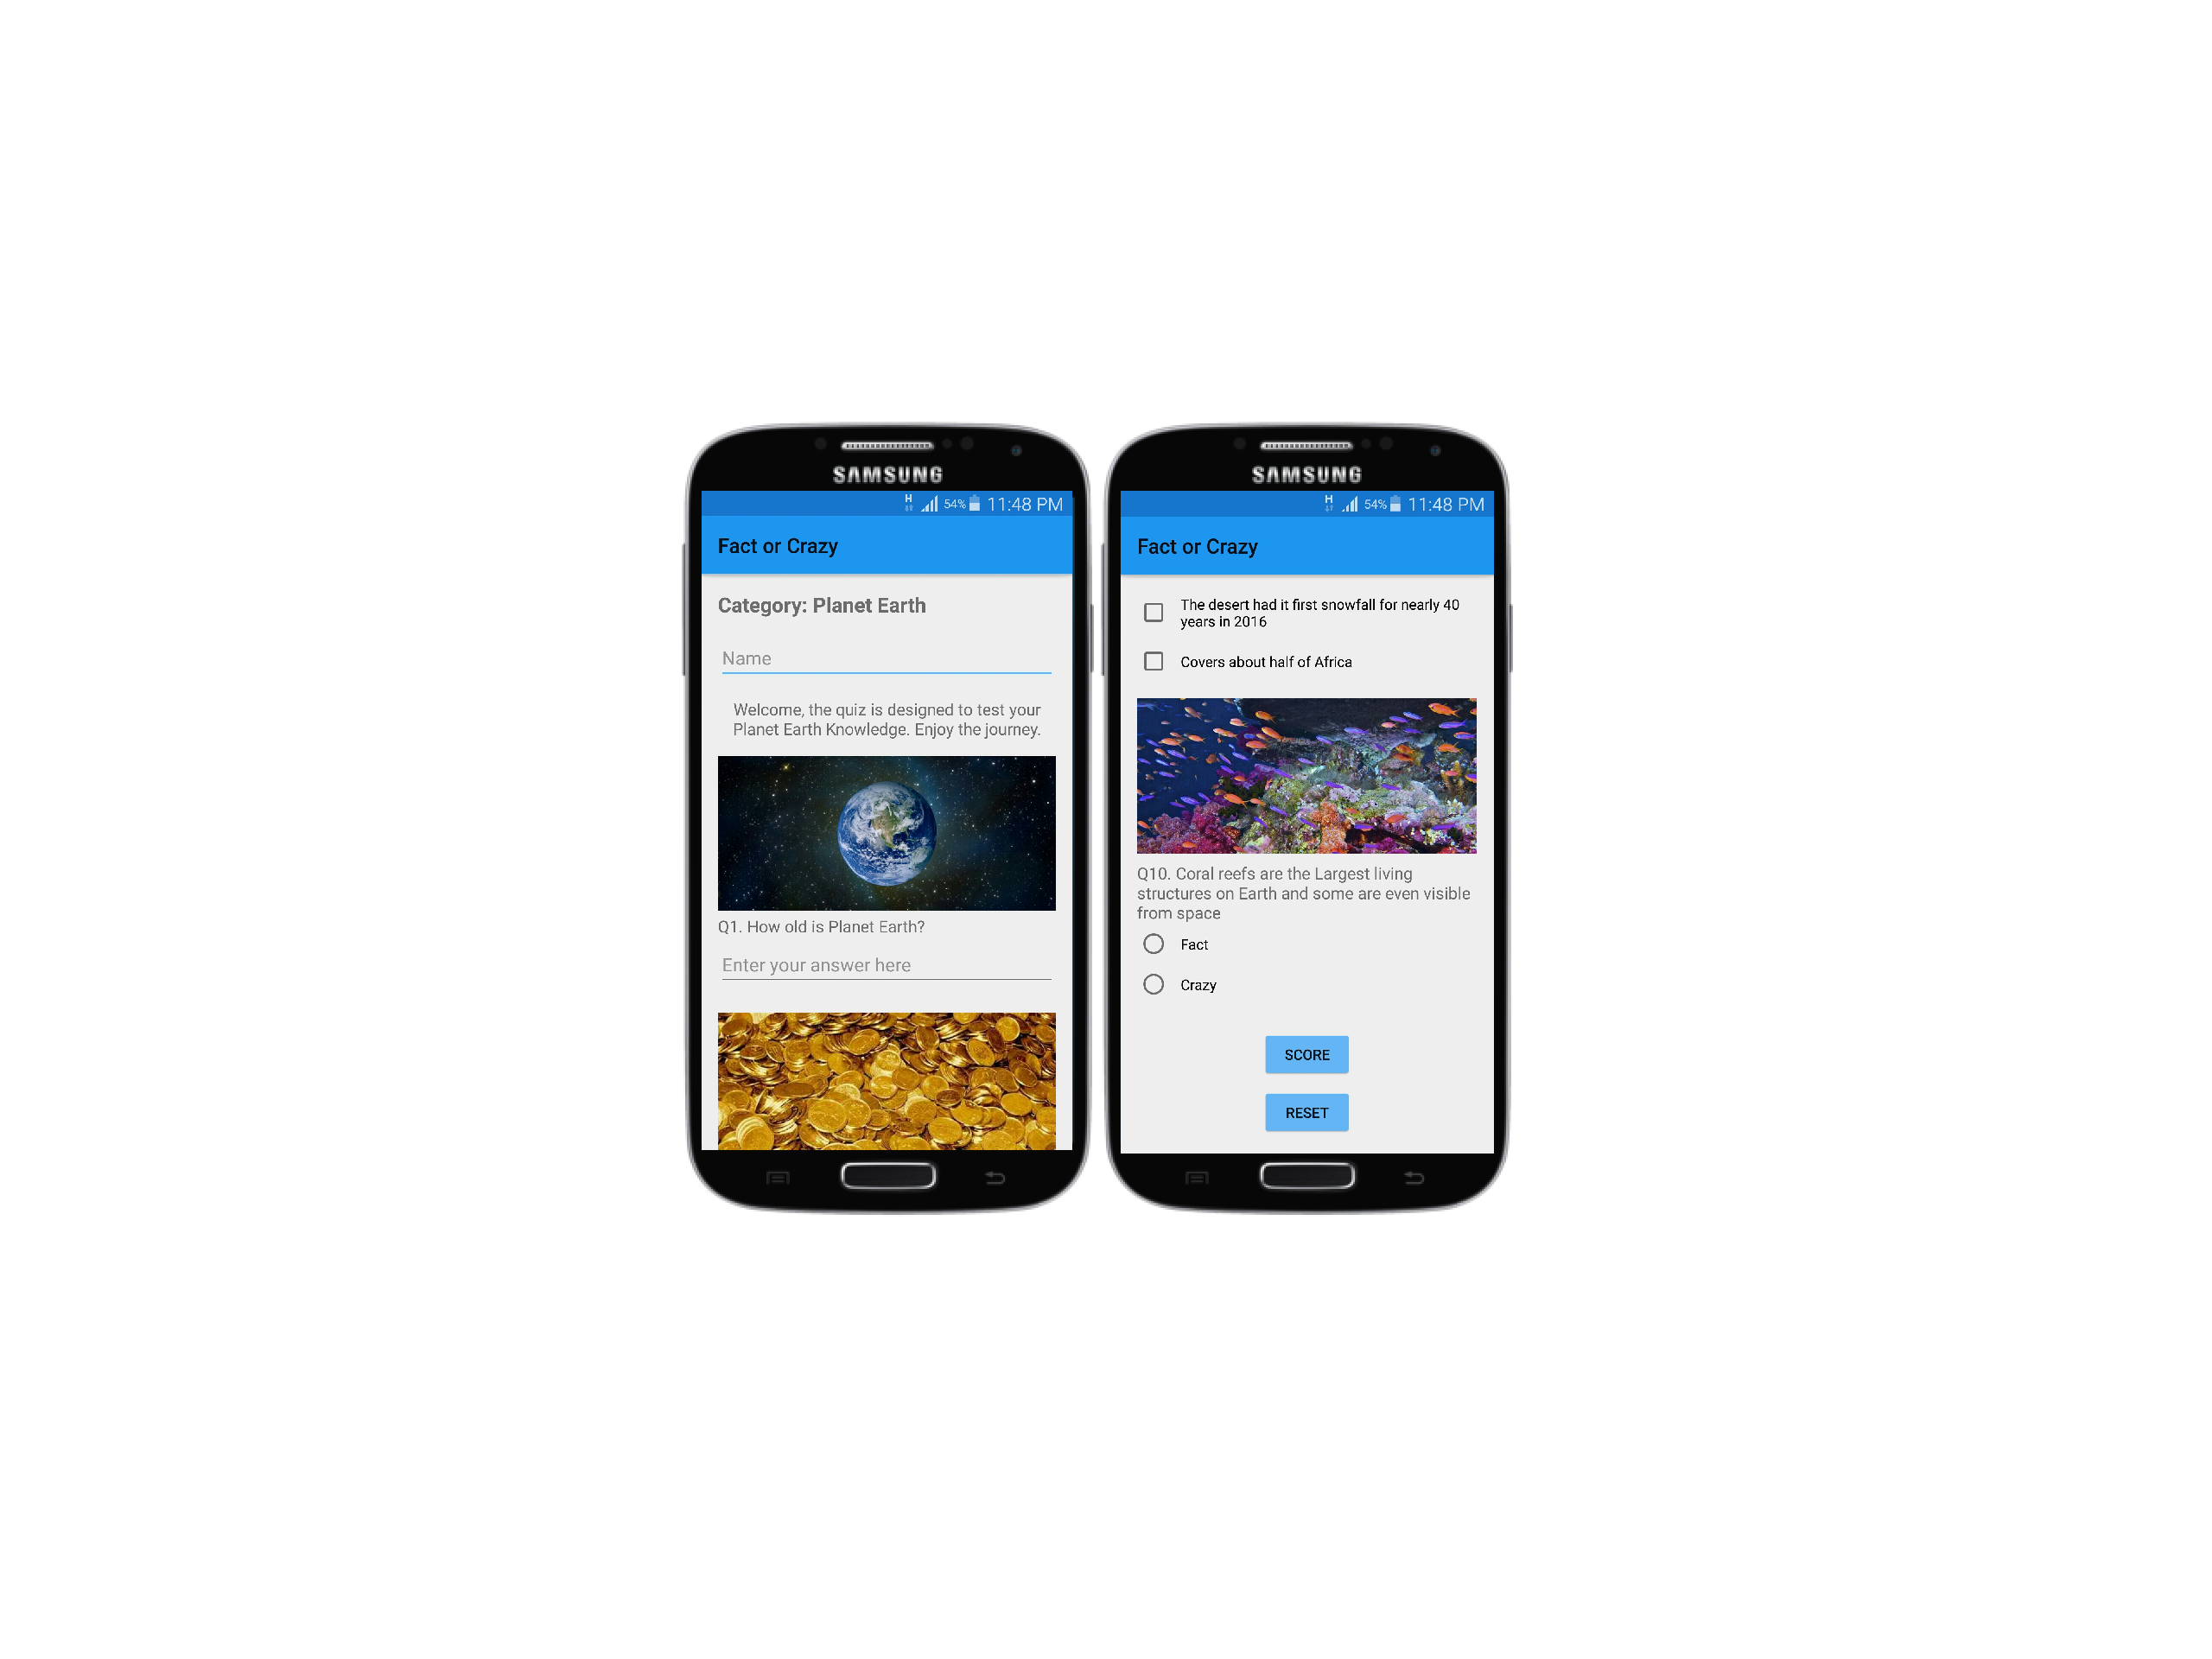 SAMSUNG
H 54% 11:48 PM
Fact or Crazy
Category: Planet Earth
Name
Welcome, the quiz is designed to test your
Planet Earth Knowledge. Enjoy the journey.
Q1. How old is Planet Earth?
Enter your answer here
SAMSUNG
H 54% 11:48 PM
Fact or Crazy
The desert had it first snowfall for nearly 40
years in 2016
Covers about half of Africa
Q10. Coral reefs are the Largest living
structures on Earth and some are even visible
from space
Fact
Crazy
SCORE
RESET